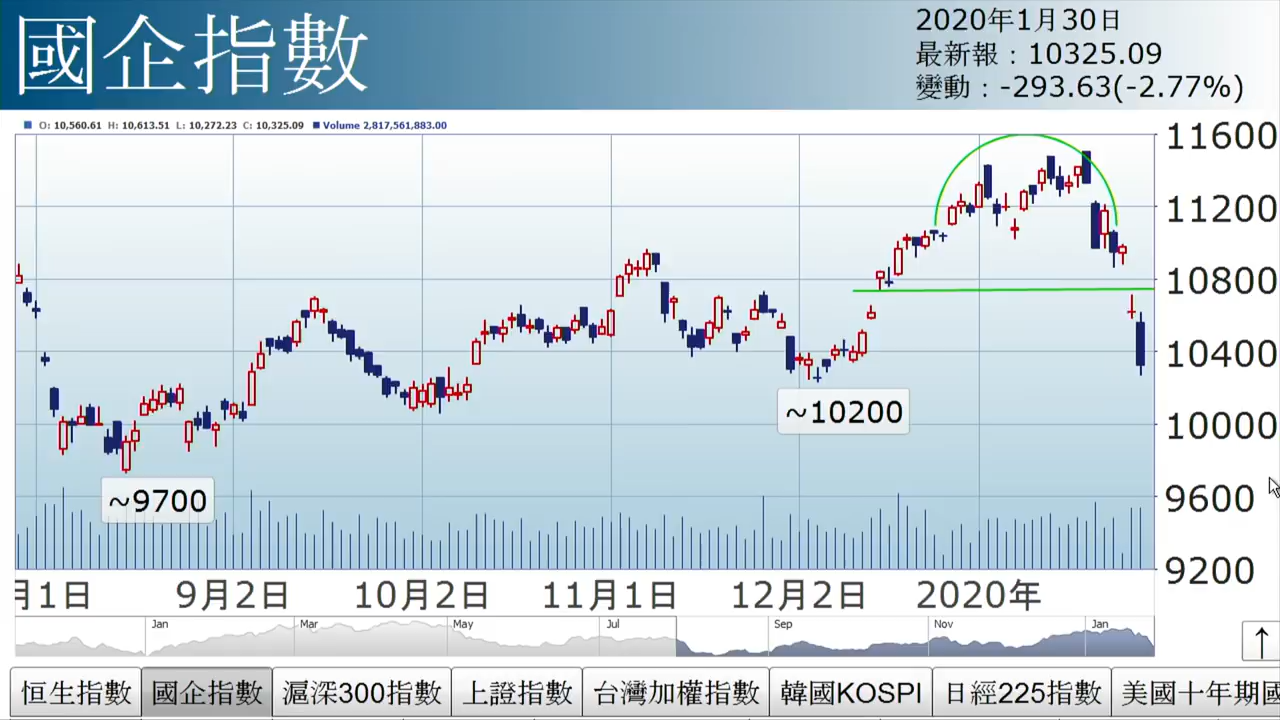 國企指數
2020年1月30日
最新報：10325.09
變動：-293.63(-2.77%)
O: 10,560.61 H: 10,613.51 L: 10,272.23 C: 10,325.09 Volume 2,817,561,883.00
11600
11200
10800
10400
~10200
10000
~9700
9600
9200
月1日 9月2日 10月2日 11月1日 12月2日 2020年
Jan Mar May Jul Sep Nov Jan
↑
恒生指數 國企指數 滬深300指數 上證指數 台灣加權指數 韓國KOSPI 日經225指數 美國十年期國